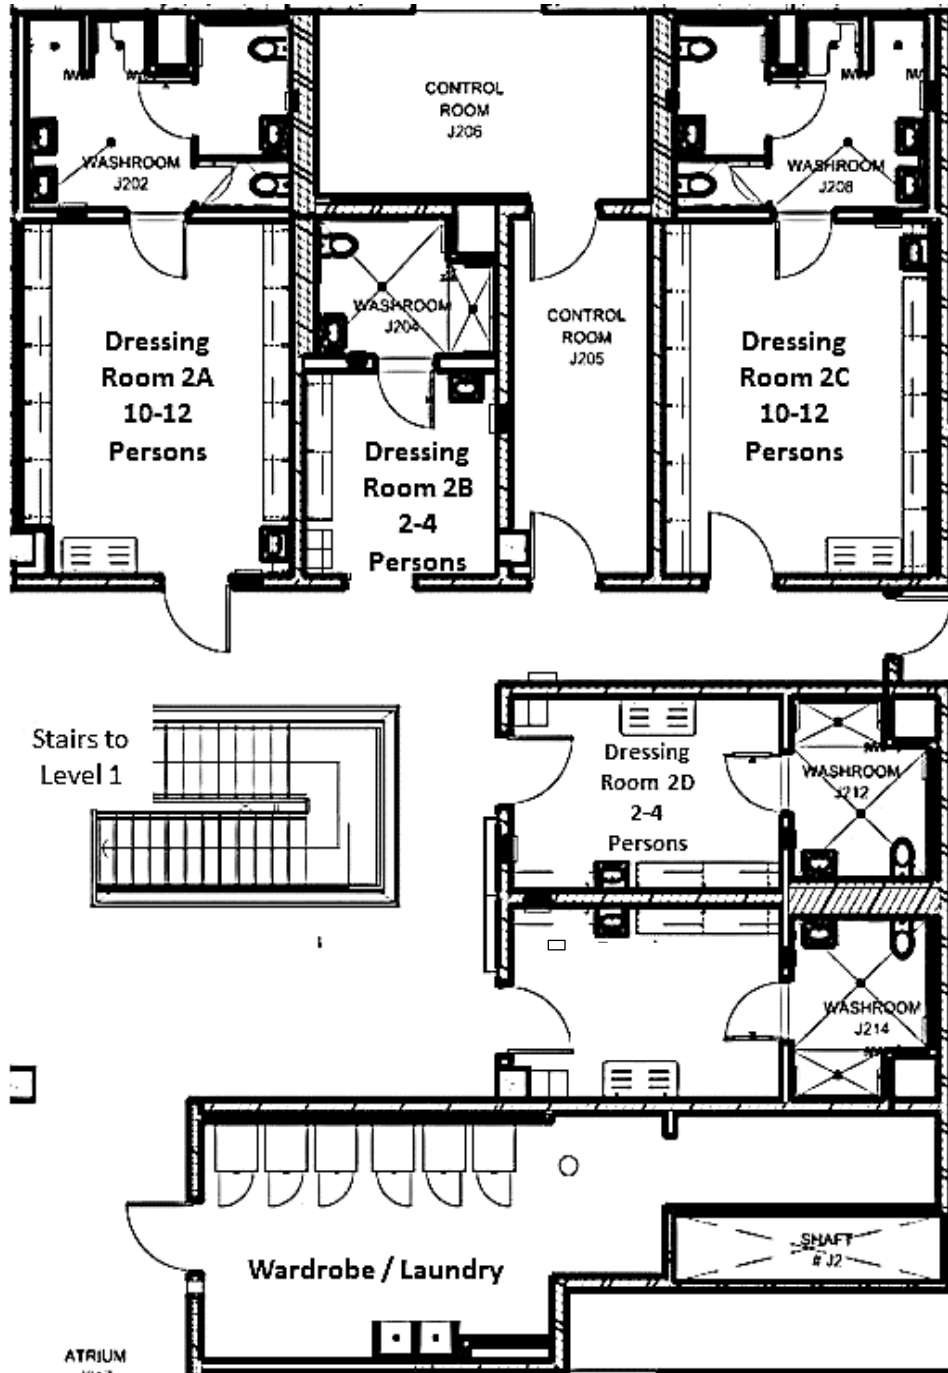 CONTROL
ROOM
J206
WASHROOM
J202
WASHROOM
J208
WASHROOM
J204
CONTROL
ROOM
J205
Dressing
Room 2A
10-12
Persons
Dressing
Room 2C
10-12
Persons
Dressing
Room 2B
2-4
Persons
Stairs to
Level 1
Dressing
Room 2D
2-4
Persons
WASHROOM
J212
WASHROOM
J214
Wardrobe / Laundry
SHAFT
# J2
ATRIUM